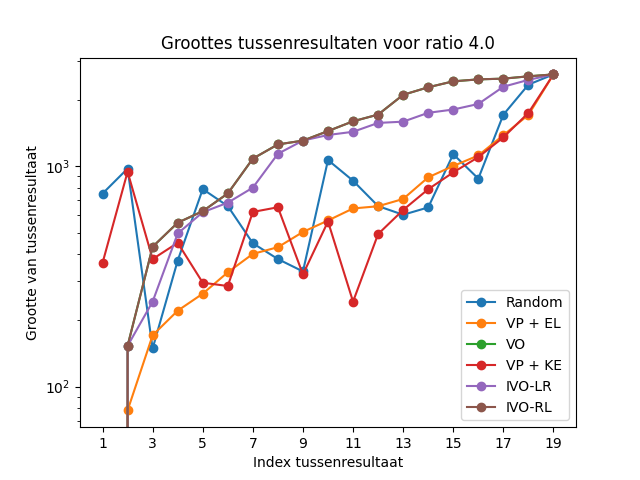 Groottes tussenresultaten voor ratio 4.0
Grootte van tussenresultaat
10³
10²
Random
VP + EL
VO
VP + KE
IVO-LR
IVO-RL
1 3 5 7 9 11 13 15 17 19
Index tussenresultaat